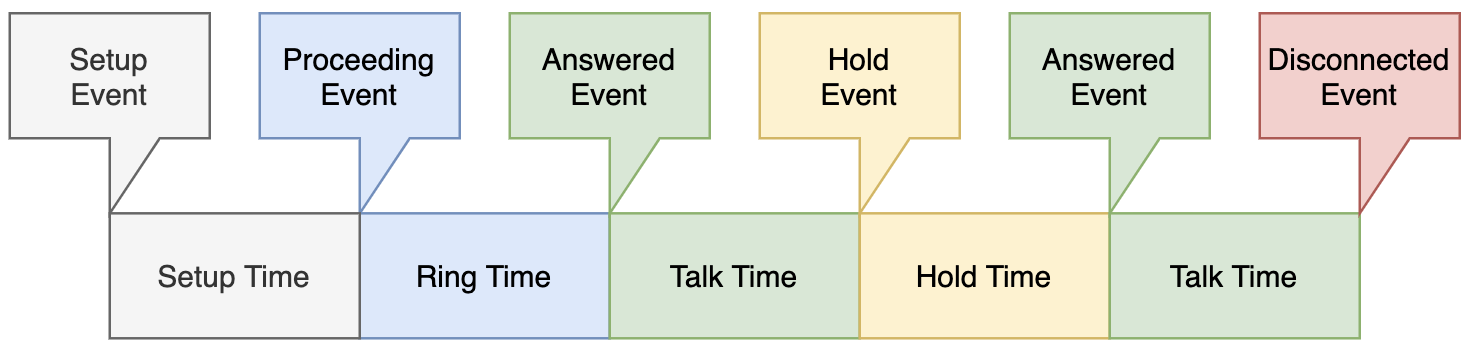 Setup
Event
Proceeding
Event
Answered
Event
Hold
Event
Answered
Event
Disconnected
Event
Setup Time
Ring Time
Talk Time
Hold Time
Talk Time